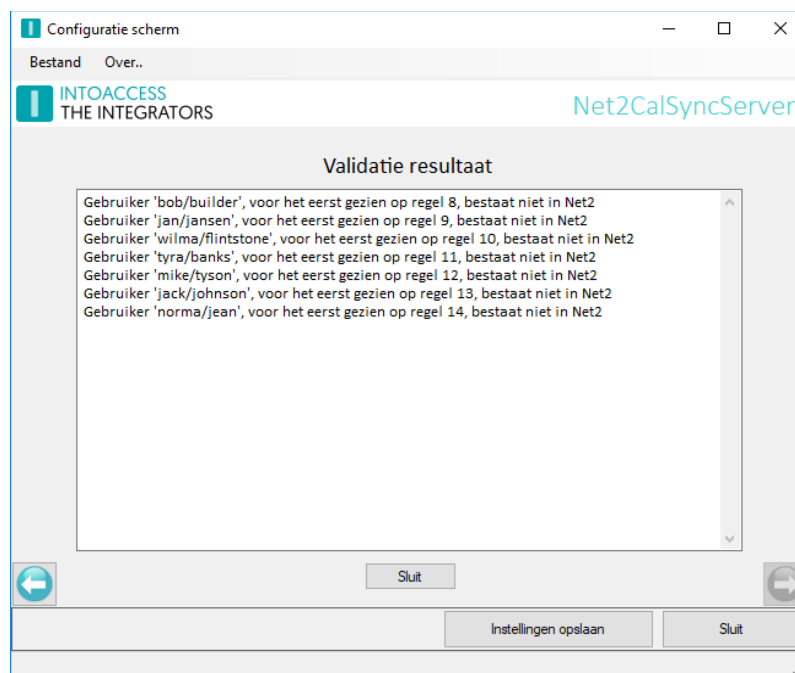 Configuratie scherm
Bestand Over..
INTOACCESS
THE INTEGRATORS
Net2CalSyncServer
Validatie resultaat
Gebruiker 'bob/builder', voor het eerst gezien op regel 8, bestaat niet in Net2
Gebruiker 'jan/jansen', voor het eerst gezien op regel 9, bestaat niet in Net2
Gebruiker 'wilma/flintstone', voor het eerst gezien op regel 10, bestaat niet in Net2
Gebruiker 'tyra/banks', voor het eerst gezien op regel 11, bestaat niet in Net2
Gebruiker 'mike/tyson', voor het eerst gezien op regel 12, bestaat niet in Net2
Gebruiker 'jack/johnson', voor het eerst gezien op regel 13, bestaat niet in Net2
Gebruiker 'norma/jean', voor het eerst gezien op regel 14, bestaat niet in Net2
Sluit
Instellingen opslaan Sluit